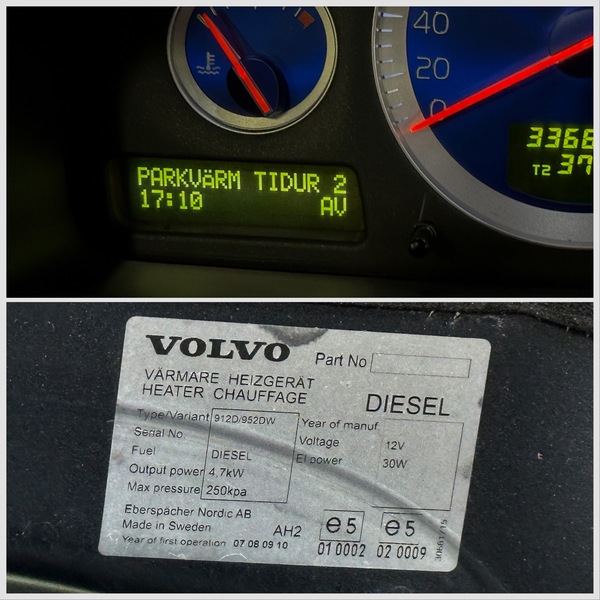 40
20
0
3366
T2 37
PARKVÄRM TIDUR 2
17:10 AV
VOLVO Part No
VÄRMARE HEIZGERÄT
HEATER CHAUFFAGE
DIESEL
Type/Variant 912D/952DW Year of manuf.
Serial No. Voltage 12V
Fuel DIESEL El power 30W
Output power 4,7kW
Max pressure 250kpa
Eberspächer Nordic AB
Made in Sweden AH2 e5 e5
Year of first operation 07 08 09 10 01 0002 02 0009